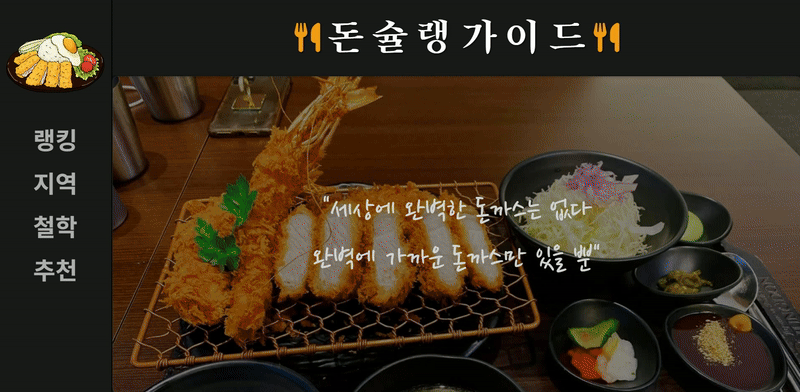 돈슐랭가이드
랭킹
지역
철학
추천
"세상에 완벽한 돈까스는 없다
완벽에 가까운 돈까스만 있을 뿐"